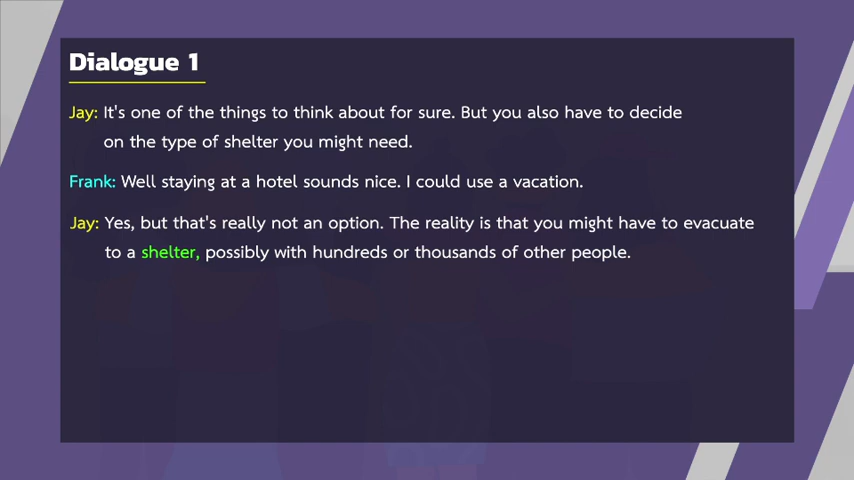 Dialogue 1
Jay: It's one of the things to think about for sure. But you also have to decide
on the type of shelter you might need.
Frank: Well staying at a hotel sounds nice. I could use a vacation.
Jay: Yes, but that's really not an option. The reality is that you might have to evacuate
to a shelter, possibly with hundreds or thousands of other people.